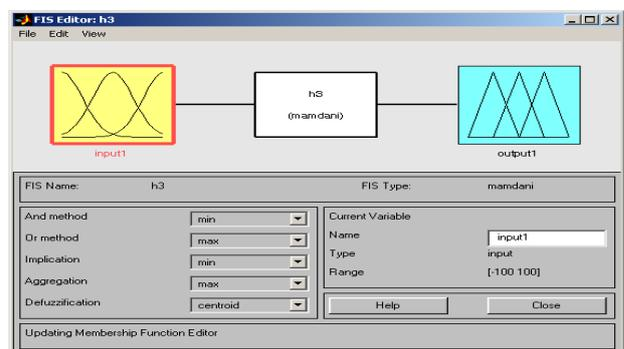 FIS Editor: h3
File Edit View
h3
(mamdani)
input1
output1
FIS Name: h3 FIS Type: mamdani
And method min
Or method max
Implication min
Aggregation max
Defuzzification centroid
Current Variable
Name input1
Type input
Range [-100 100]
Help Close
Updating Membership Function Editor